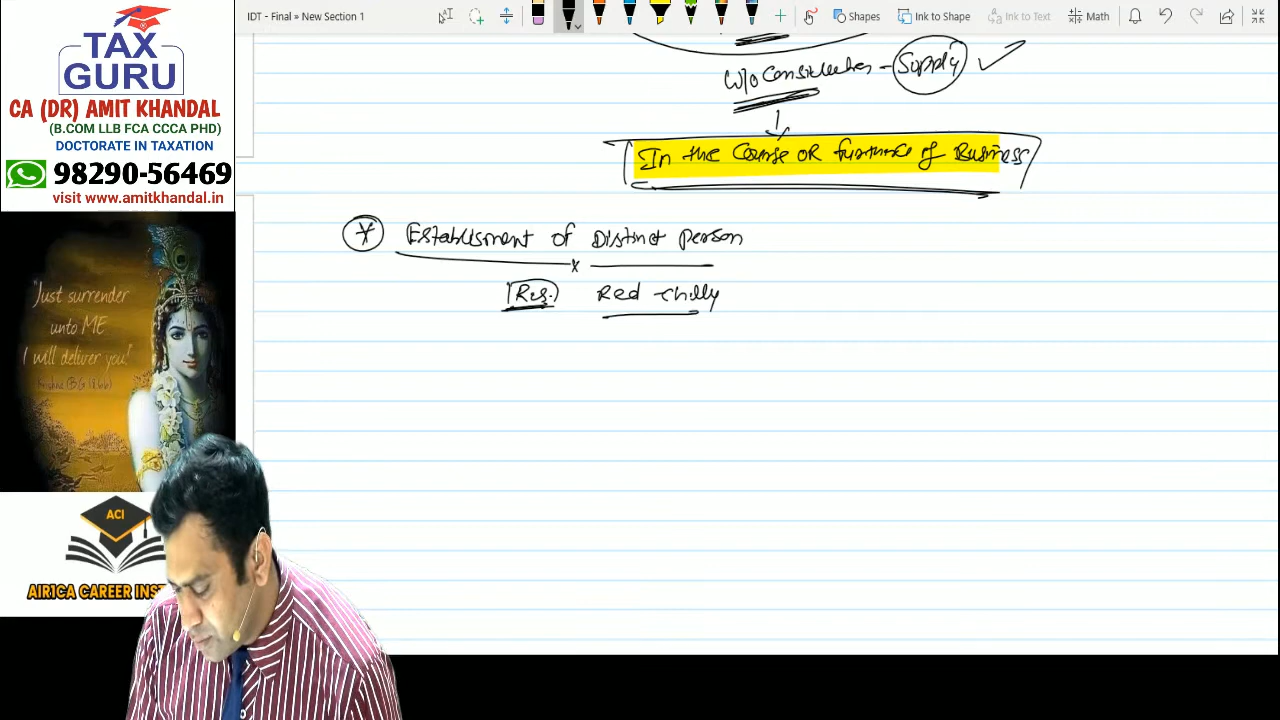 IDT - Final » New Section 1
Shapes
Ink to Shape
Ink to Text
Math
TAX
GURU
CA (DR) AMIT KHANDAL
(B.COM LLB FCA CCCA PHD)
DOCTORATE IN TAXATION
98290-56469
visit www.amitkhandal.in
W/o Consideration - Supply
In the Course OR furtherance of Business
* Establisment of Distinct person
Reg. Red chilly
"Just surrender
unto ME
I will deliver you"
ACI
AIR1CA CAREER INST